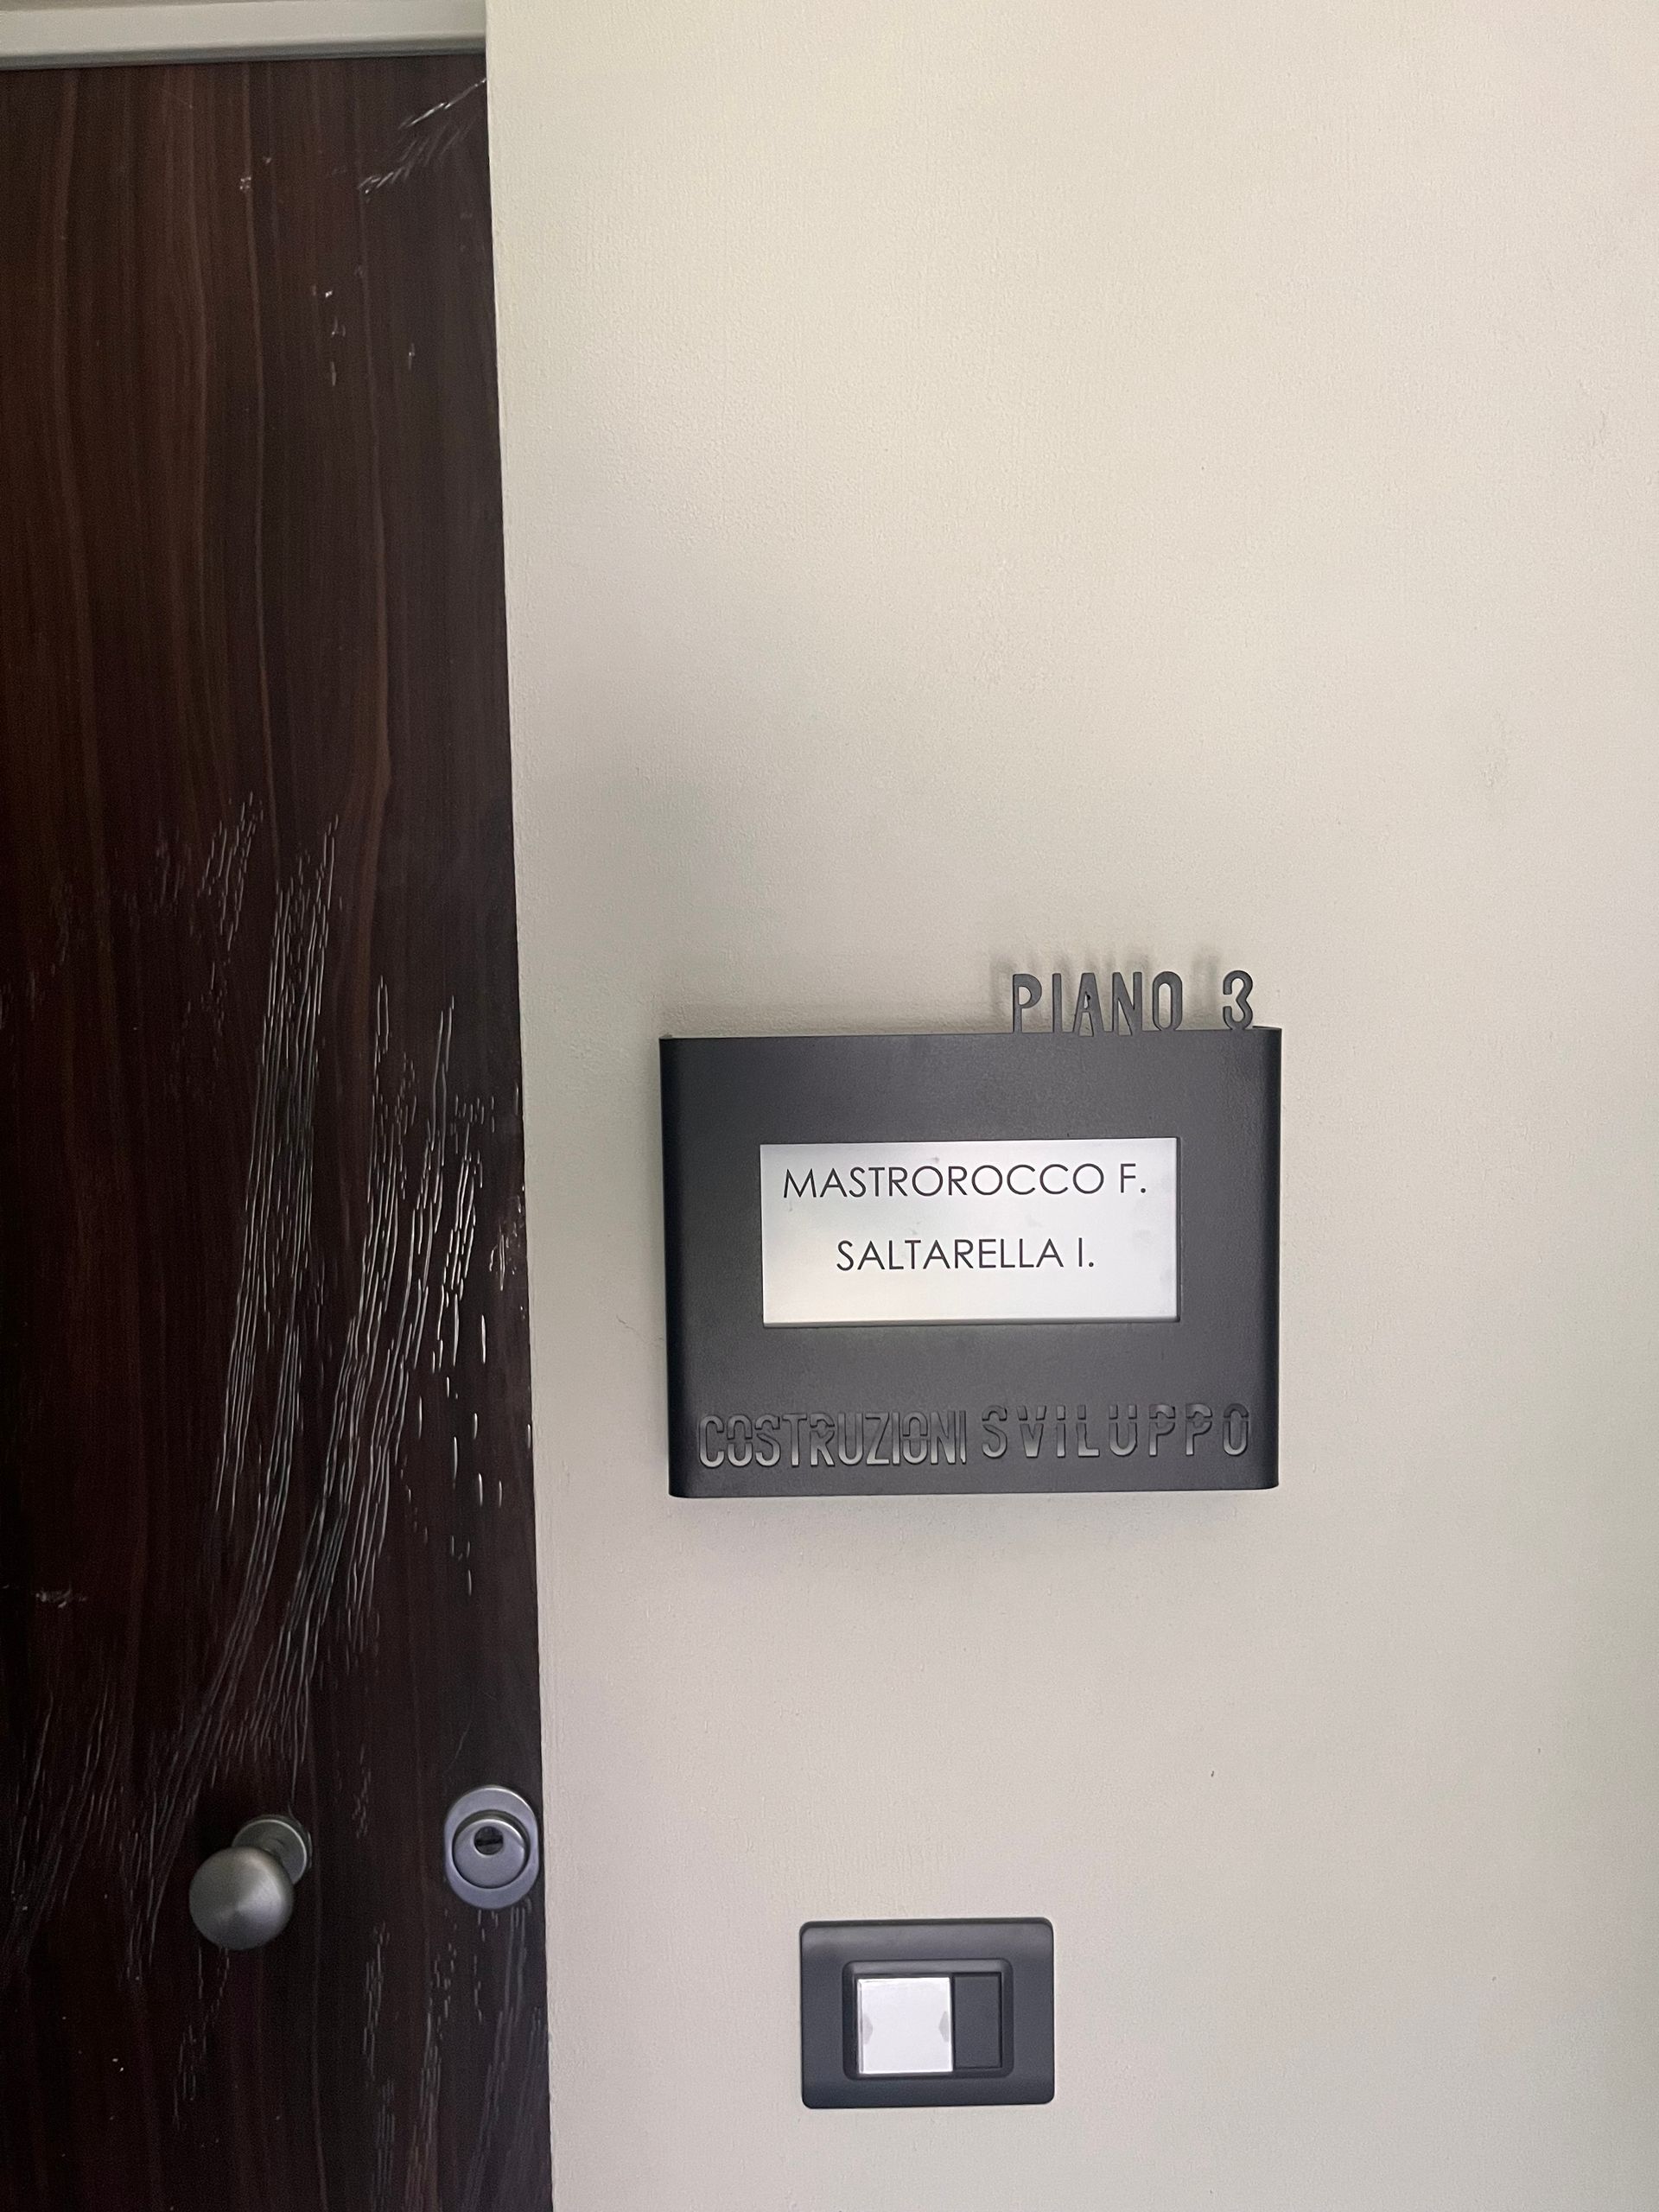 PIANO 3
MASTROROCCO F.
SALTARELLA I.
COSTRUZIONI SVILUPPO